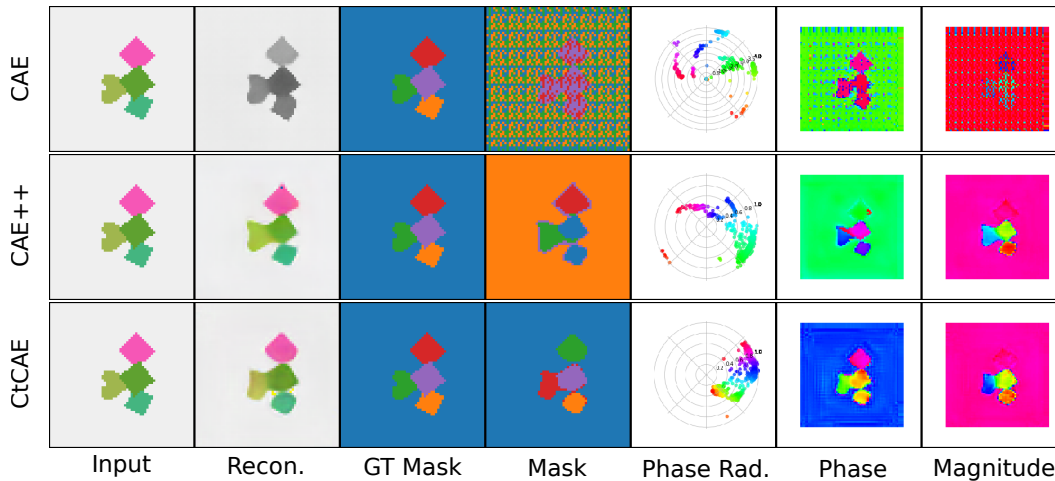 CAE
CAE++
CtCAE
Input Recon. GT Mask Mask Phase Rad. Phase Magnitude